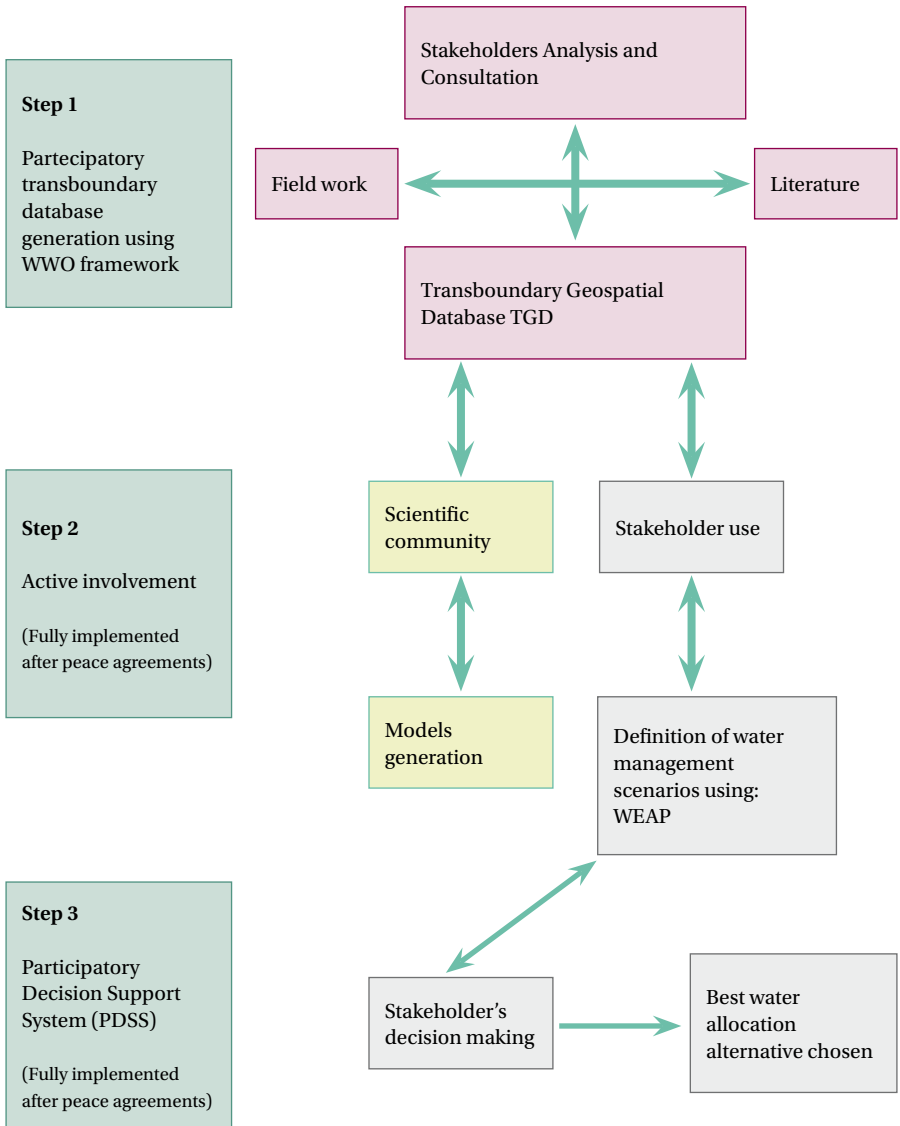 Stakeholders Analysis and
Consultation
Step 1
Partecipatory
transboundary
database
generation using
WWO framework
Field work
Literature
Transboundary Geospatial
Database TGD
Step 2
Active involvement
(Fully implemented
after peace agreements)
Scientific
community
Stakeholder use
Models
generation
Definition of water
management
scenarios using:
WEAP
Step 3
Participatory
Decision Support
System (PDSS)
(Fully implemented
after peace agreements)
Stakeholder’s
decision making
Best water
allocation
alternative chosen